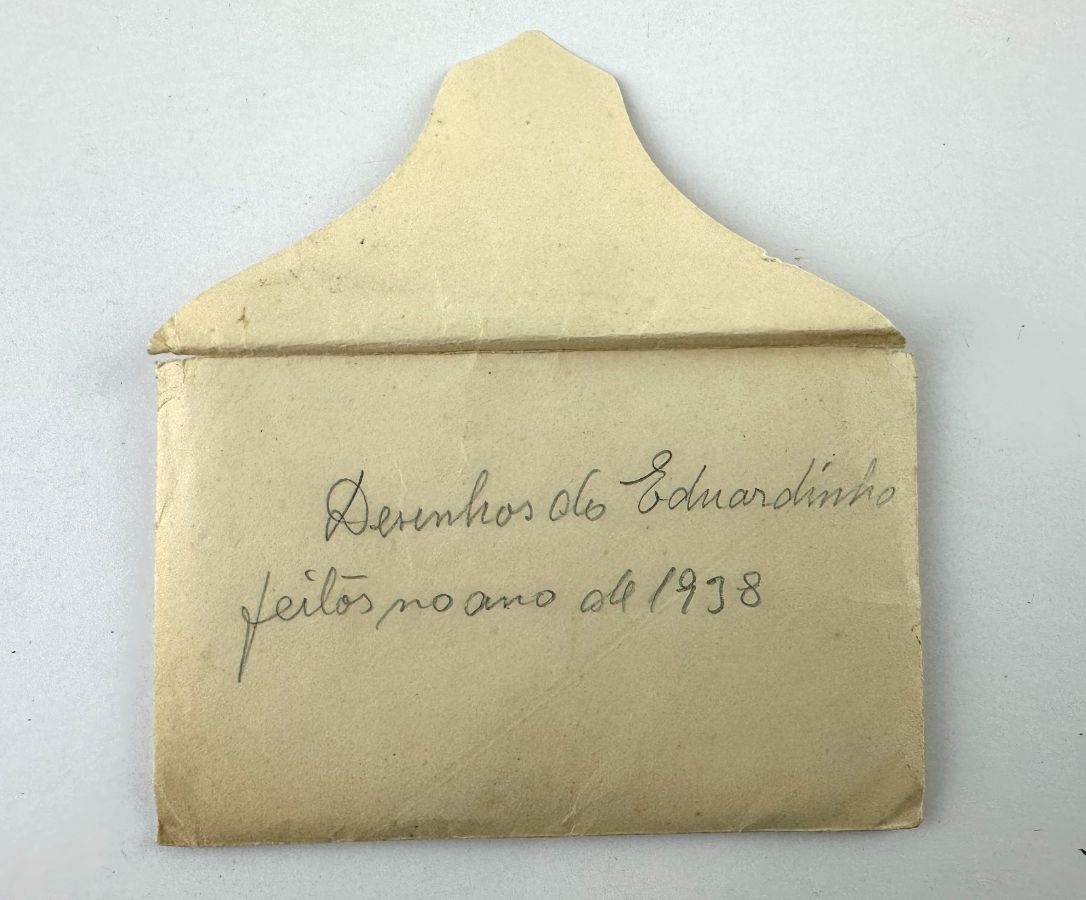 Desenhos do Eduardinho
feitos no ano de 1938